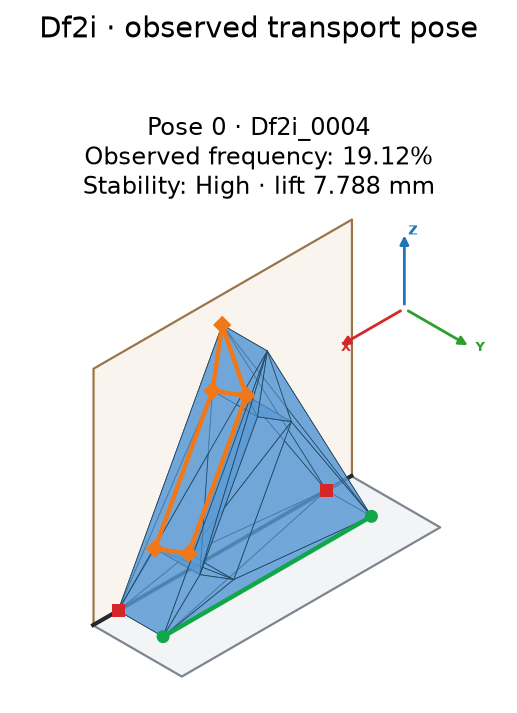 Df2i · observed transport pose
Pose 0 · Df2i_0004
Observed frequency: 19.12%
Stability: High · lift 7.788 mm
Z
X
Y